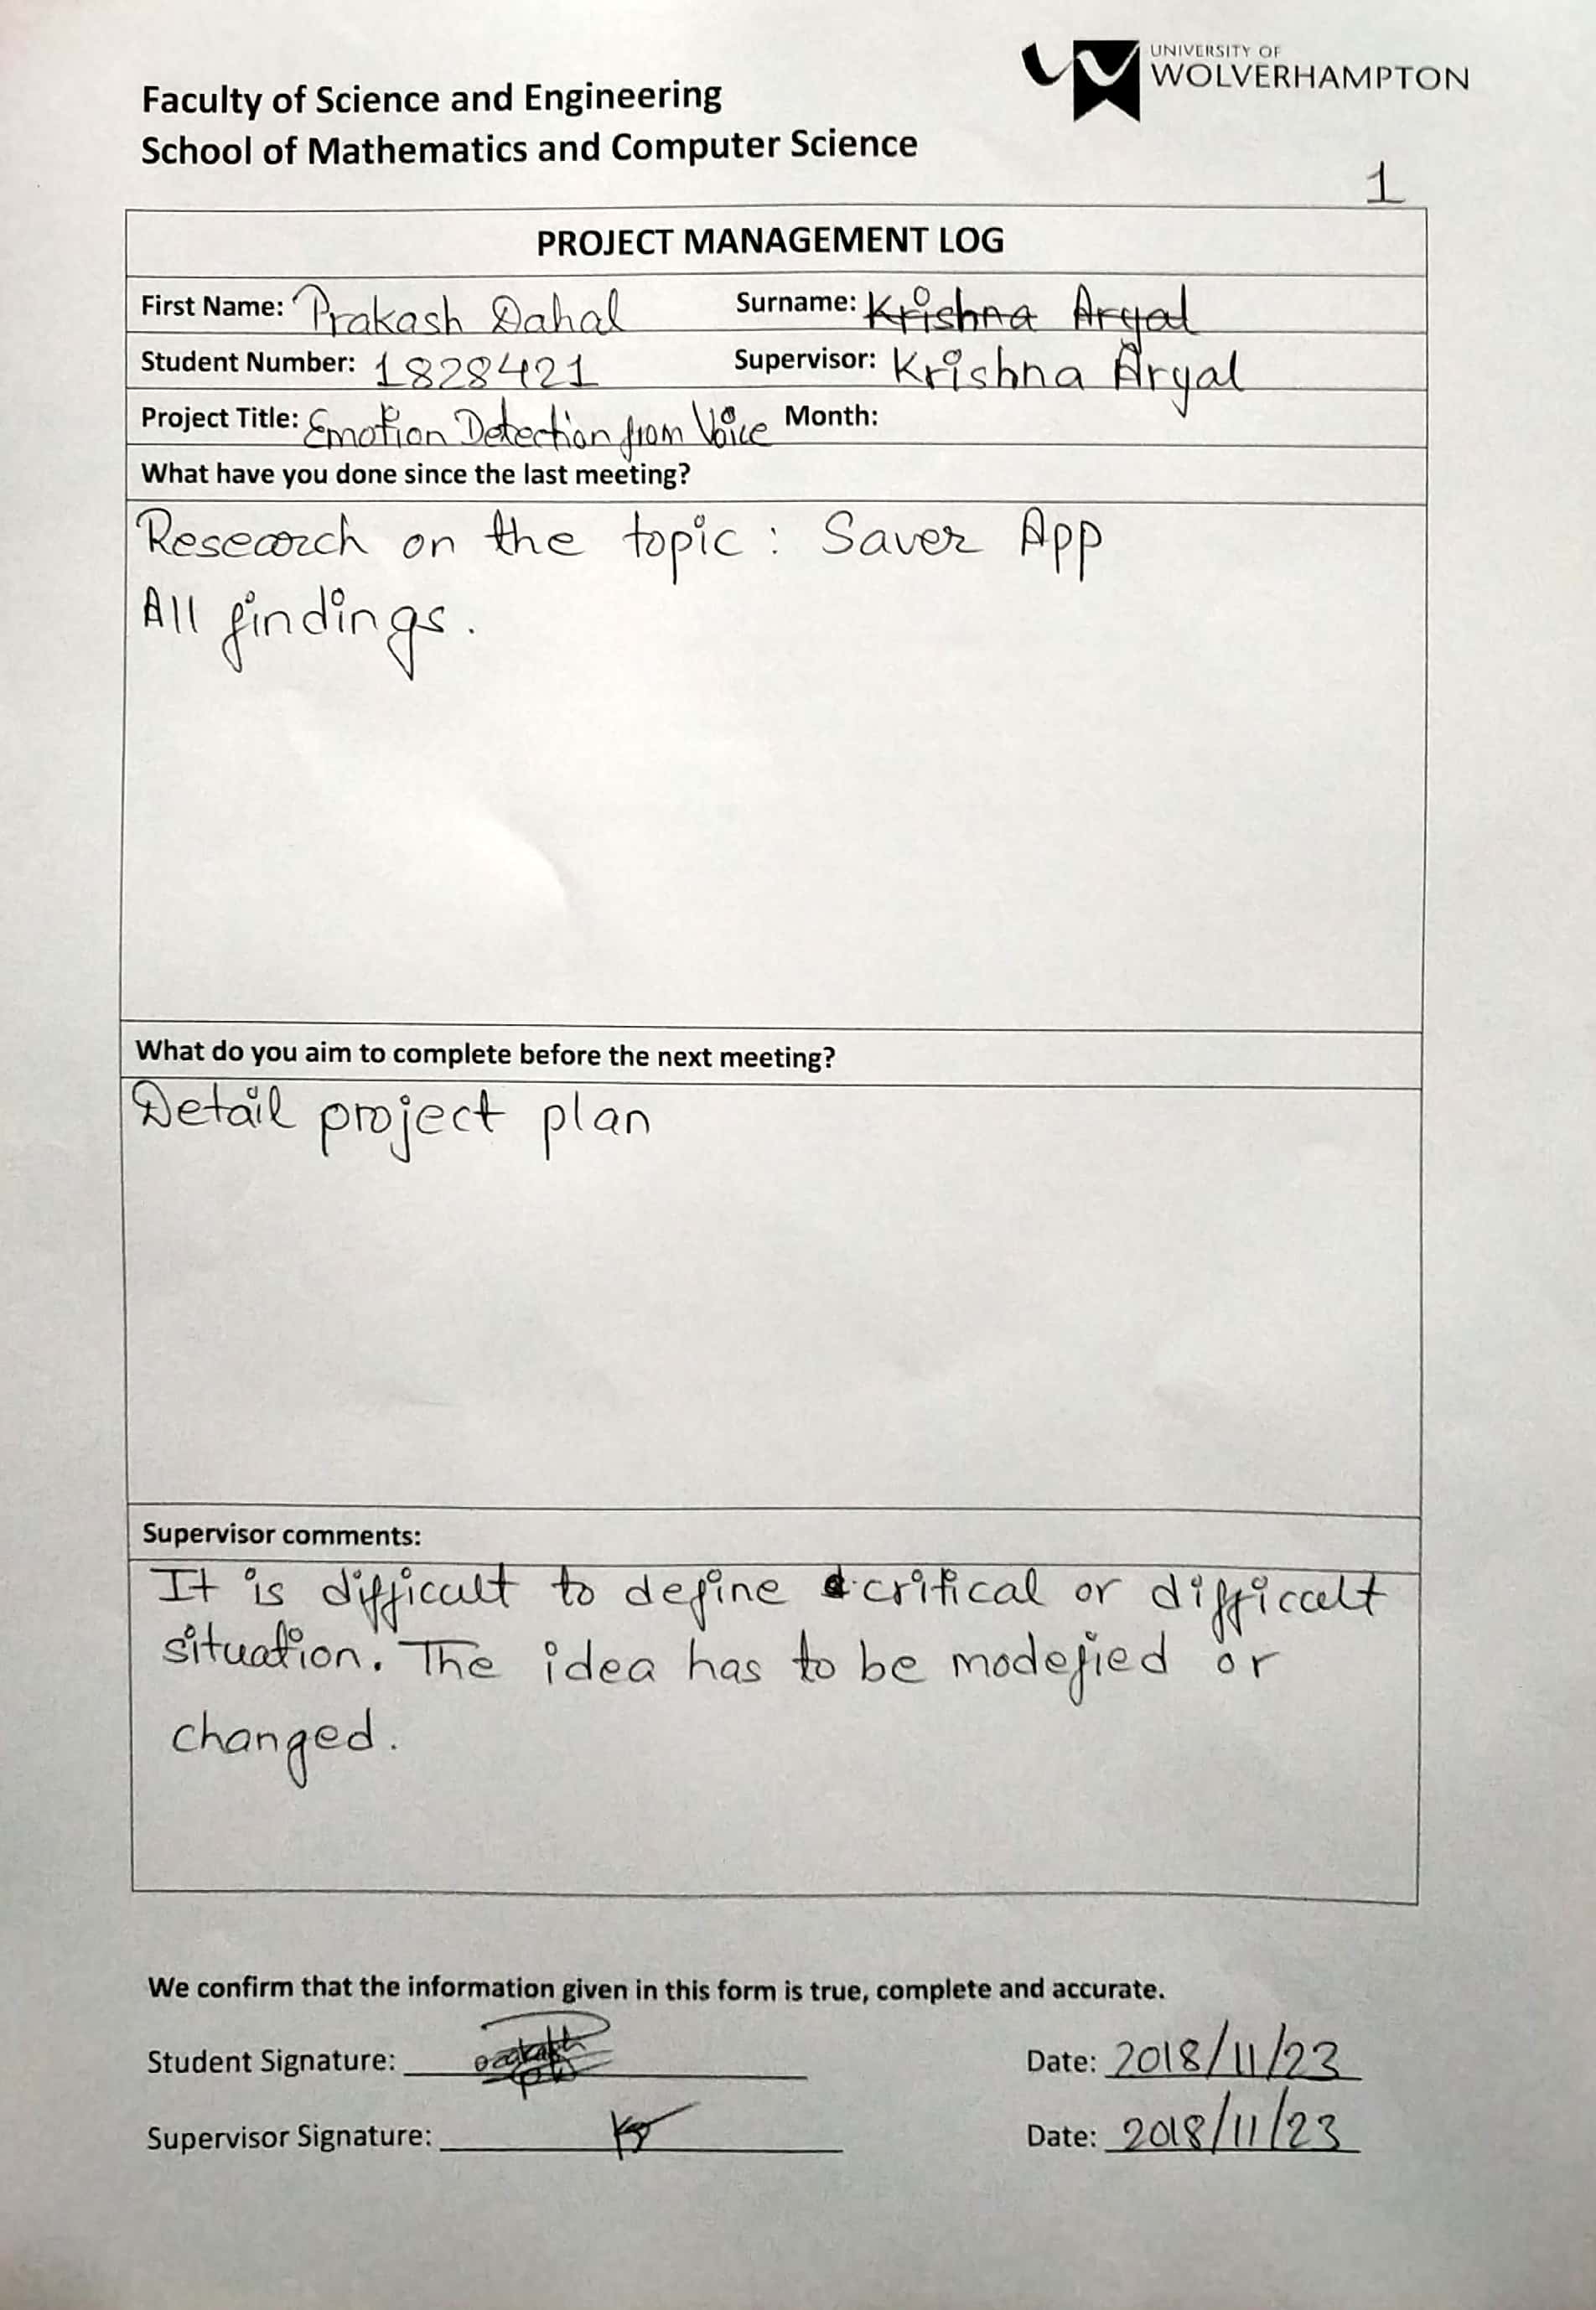 UNIVERSITY OF
WOLVERHAMPTON
Faculty of Science and Engineering
School of Mathematics and Computer Science
1
PROJECT MANAGEMENT LOG
First Name: Prakash Dahal Surname: Krishna Aryal
Student Number: 1828421 Supervisor: Krishna Aryal
Project Title: Emotion Detection from Voice Month:
What have you done since the last meeting?
Research on the topic : Saver App
All findings.
What do you aim to complete before the next meeting?
Detail project plan
Supervisor comments:
It is difficult to define critical or difficult
situation. The idea has to be modefied or
changed.
We confirm that the information given in this form is true, complete and accurate.
Student Signature: Date: 2018/11/23
Supervisor Signature: Date: 2018/11/23